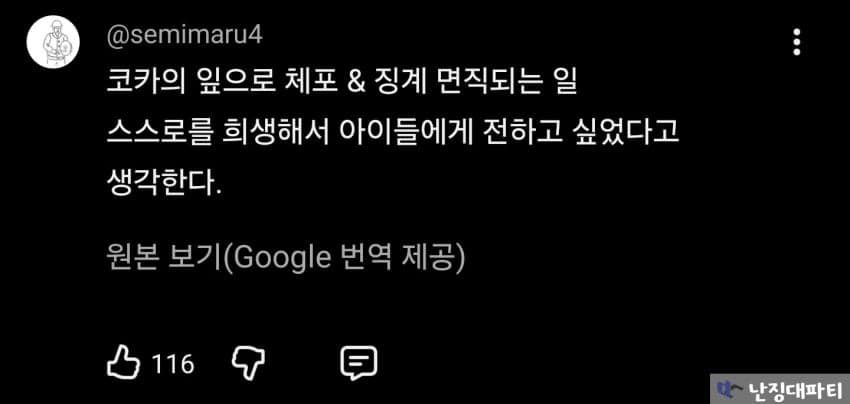 @semimaru4
코카의 잎으로 체포 & 징계 면직되는 일
스스로를 희생해서 아이들에게 전하고 싶었다고
생각한다.
원본 보기(Google 번역 제공)
116
난징대파티